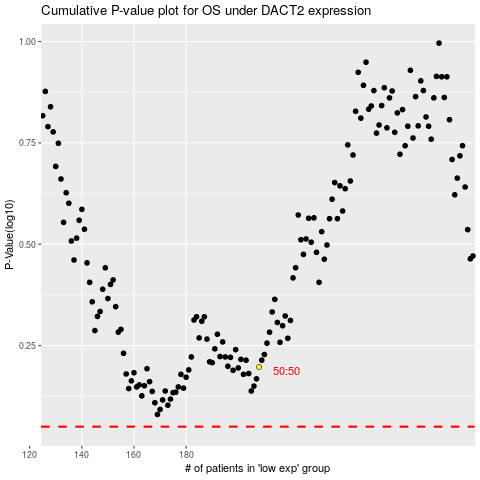 Cumulative P-value plot for OS under DACT2 expression
1.00
0.75
0.50
0.25
P-Value(log10)
50:50
120 140 160 180
# of patients in 'low exp' group